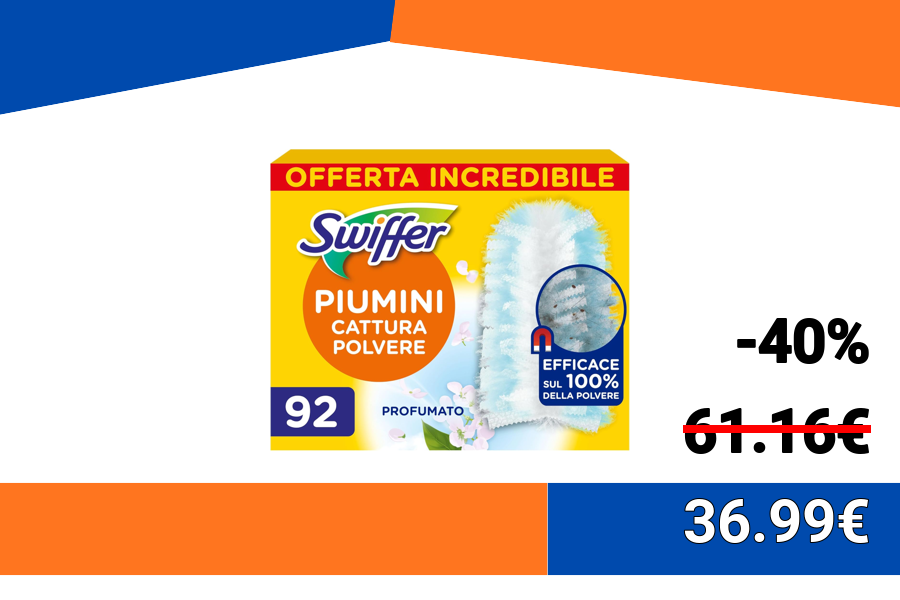 OFFERTA INCREDIBILE
Swiffer
PIUMINI
CATTURA
POLVERE
EFFICACE
SUL 100%
DELLA POLVERE
92
PROFUMATO
-40%
61.16€
36.99€